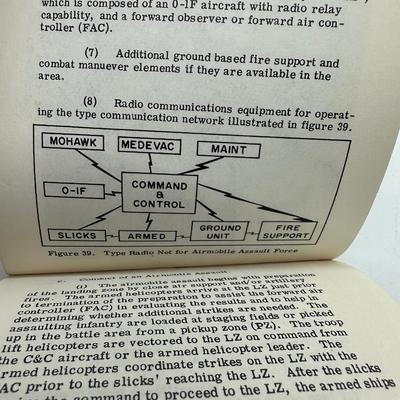 which is composed of an O-IF aircraft with radio relay
capability, and a forward observer or forward air con-
troller (FAC).
(7) Additional ground based fire support and
combat manuever elements if they are available in the
area.
(8) Radio communications equipment for operat-
ing the type communication network illustrated in figure 39.
MOHAWK
MEDEVAC
MAINT
O-IF
COMMAND
&
CONTROL
SLICKS
ARMED
GROUND
UNIT
FIRE
SUPPORT
Figure 39. Type Radio Net for Airmobile Assault Force
c. Conduct of an Airmobile Assault.
(1) The airmobile assault begins with preparation
of the landing zone by close air support and/or artillery
fires. The armed helicopters arrive at the LZ just prior
to termination of the preparation to assist the forward air
controller (FAC) in evaluating the results and to help in
determining whether additional strikes are needed. The
assaulting infantry are loaded at staging fields or picked
up in the battle area from a pickup zone (PZ). The troop
lift helicopters are vectored to the LZ on command from
the C&C aircraft or the armed helicopter leader. The
armed helicopters coordinate strikes on the LZ with the
AC prior to the slicks' reaching the LZ. After the slicks
the command to proceed to the LZ, the armed ships